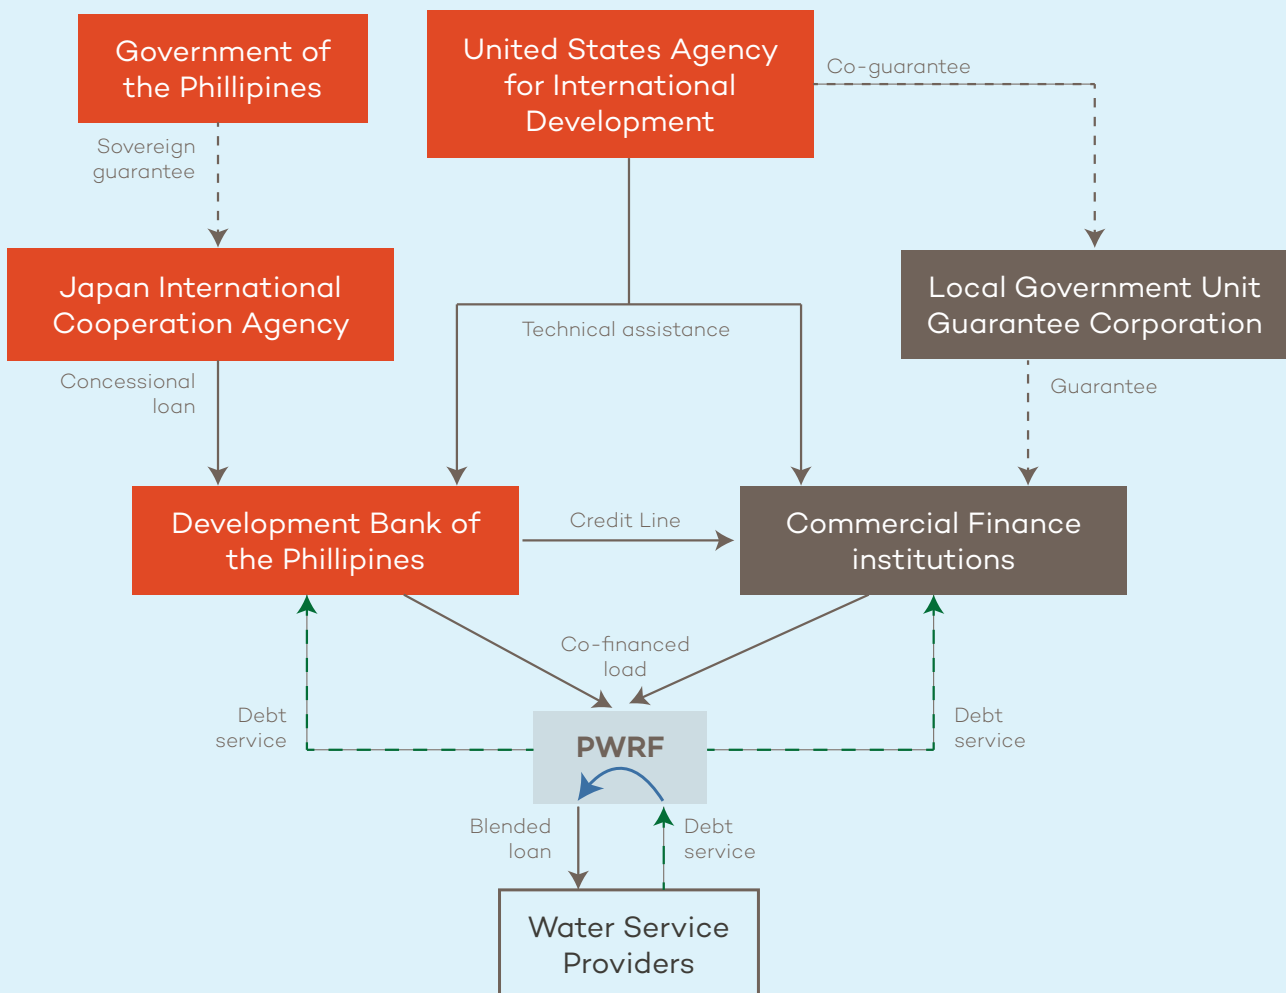 Government of
the Phillipines
United States Agency
for International
Development
Co-guarantee
Sovereign
guarantee
Japan International
Cooperation Agency
Local Government Unit
Guarantee Corporation
Technical assistance
Concessional
loan
Guarantee
Development Bank of
the Phillipines
Credit Line
Commercial Finance
institutions
Co-financed
load
Debt
service
PWRF
Debt
service
Blended
loan
Debt
service
Water Service
Providers